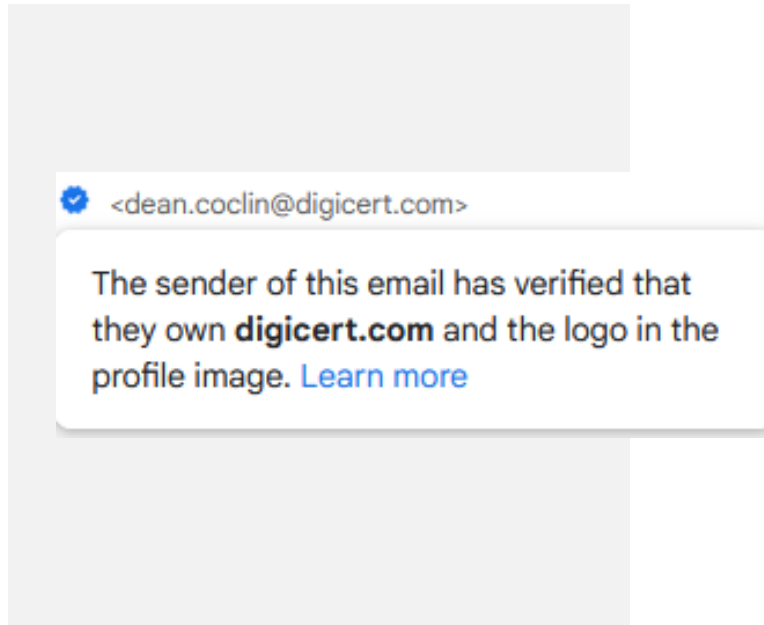 <dean.coclin@digicert.com>
The sender of this email has verified that
they own digicert.com and the logo in the
profile image. Learn more